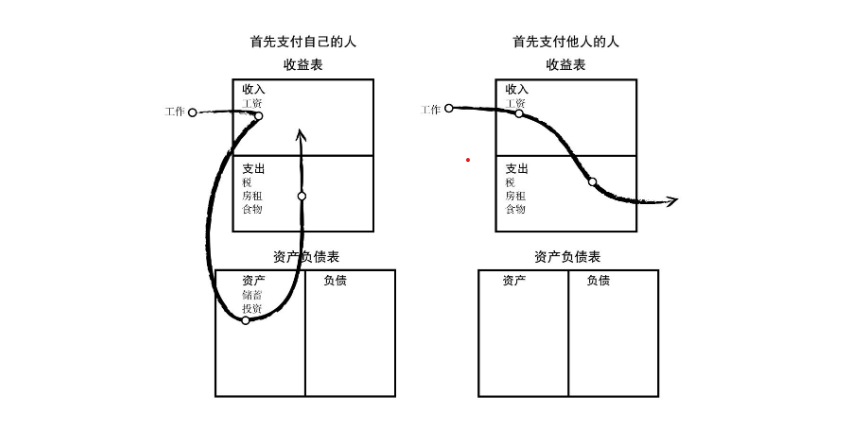 首先支付自己的人
收益表
工作
收入
工资
支出
税
房租
食物
资产负债表
资产
储蓄
投资
负债
首先支付他人的人
收益表
工作
收入
工资
支出
税
房租
食物
资产负债表
资产
负债